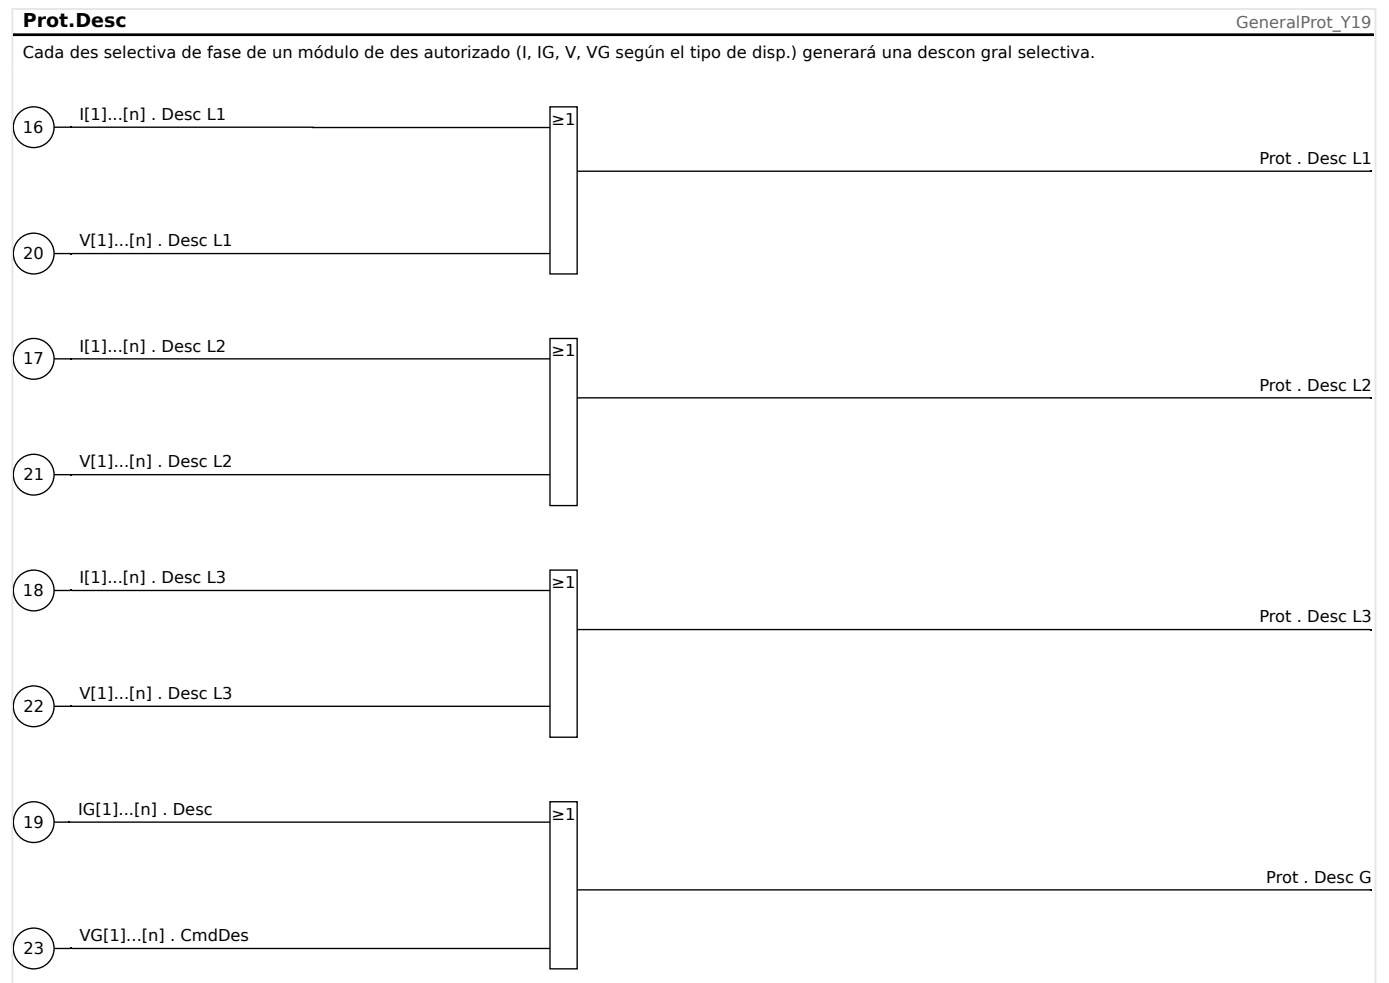 Prot.Desc
GeneralProt_Y19
Cada des selectiva de fase de un módulo de des autorizado (I, IG, V, VG según el tipo de disp.) generará una descon gral selectiva.
16
I[1]...[n] . Desc L1
≥1
Prot . Desc L1
20
V[1]...[n] . Desc L1
17
I[1]...[n] . Desc L2
≥1
Prot . Desc L2
21
V[1]...[n] . Desc L2
18
I[1]...[n] . Desc L3
≥1
Prot . Desc L3
22
V[1]...[n] . Desc L3
19
IG[1]...[n] . Desc
≥1
Prot . Desc G
23
VG[1]...[n] . CmdDes